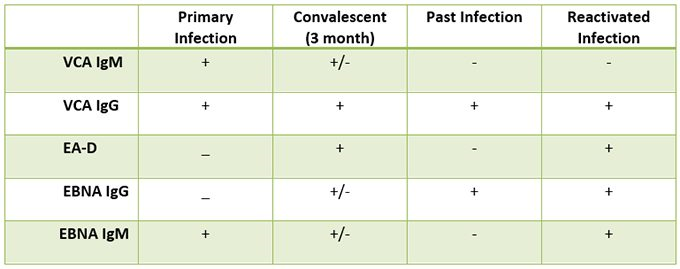 Primary Infection Convalescent (3 month) Past Infection Reactivated Infection
VCA IgM + +/- - -
VCA IgG + + + +
EA-D _ + - +
EBNA IgG _ +/- + +
EBNA IgM + +/- - +